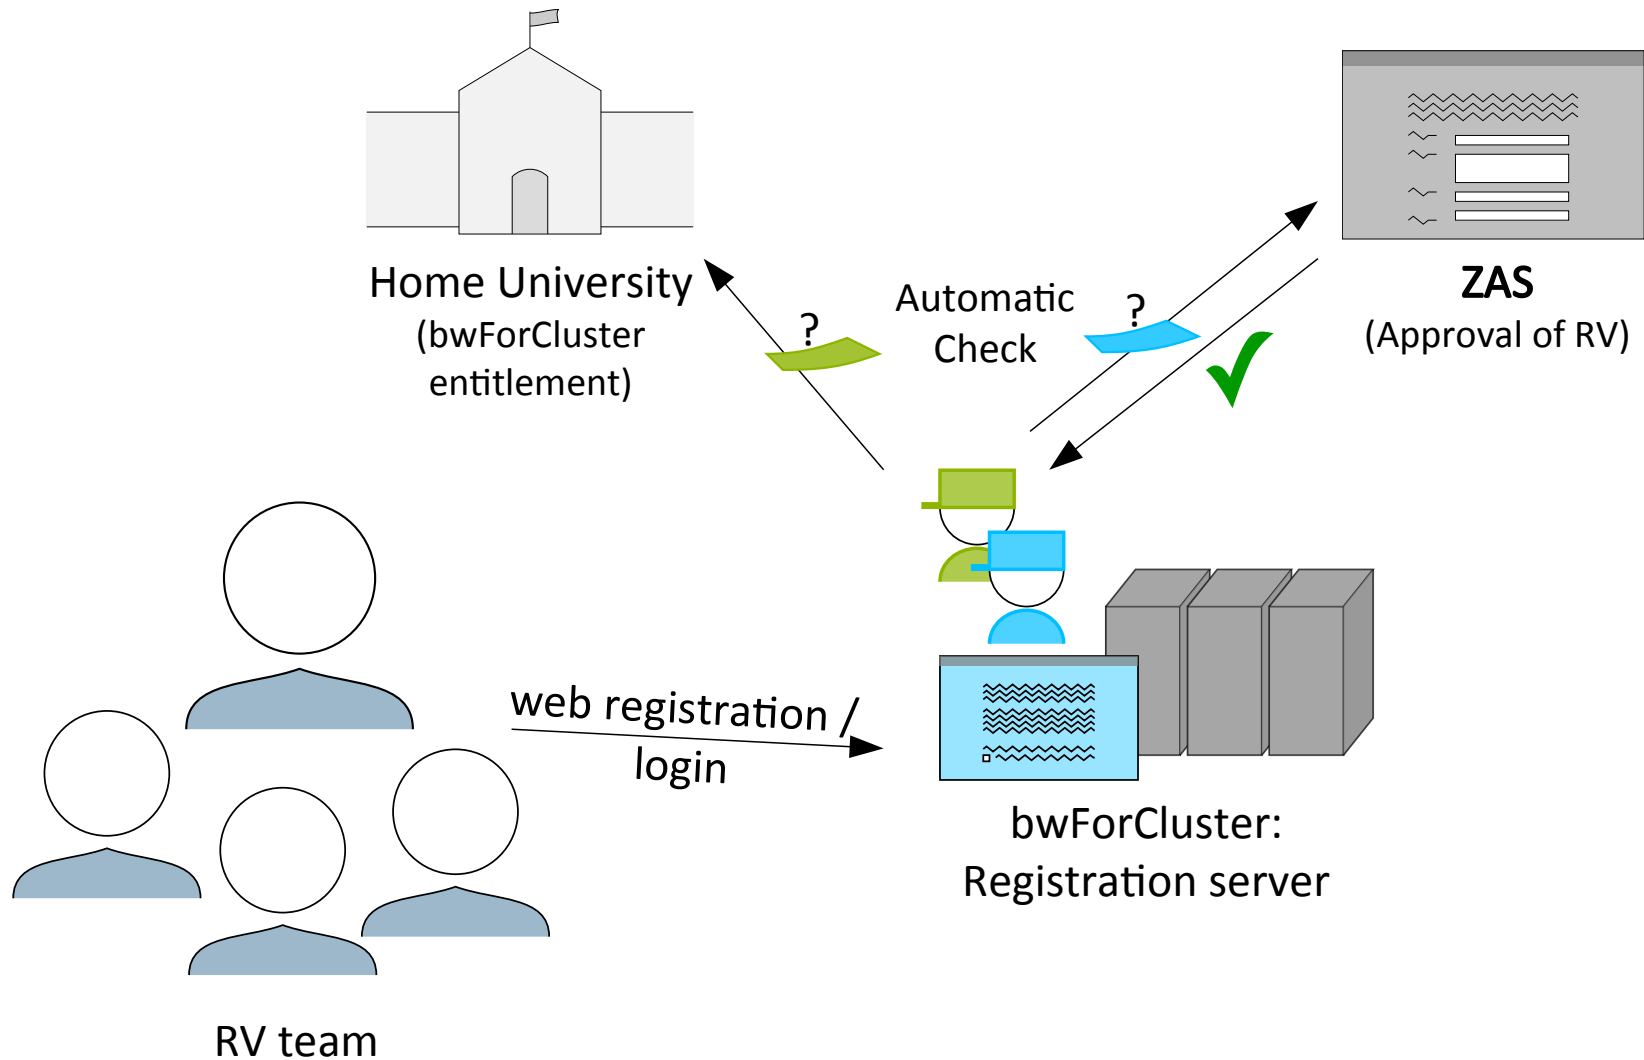 Home University
(bwForCluster
entitlement)
?
Automatic
Check
?
ZAS
(Approval of RV)
web registration /
login
bwForCluster:
Registration server
RV team